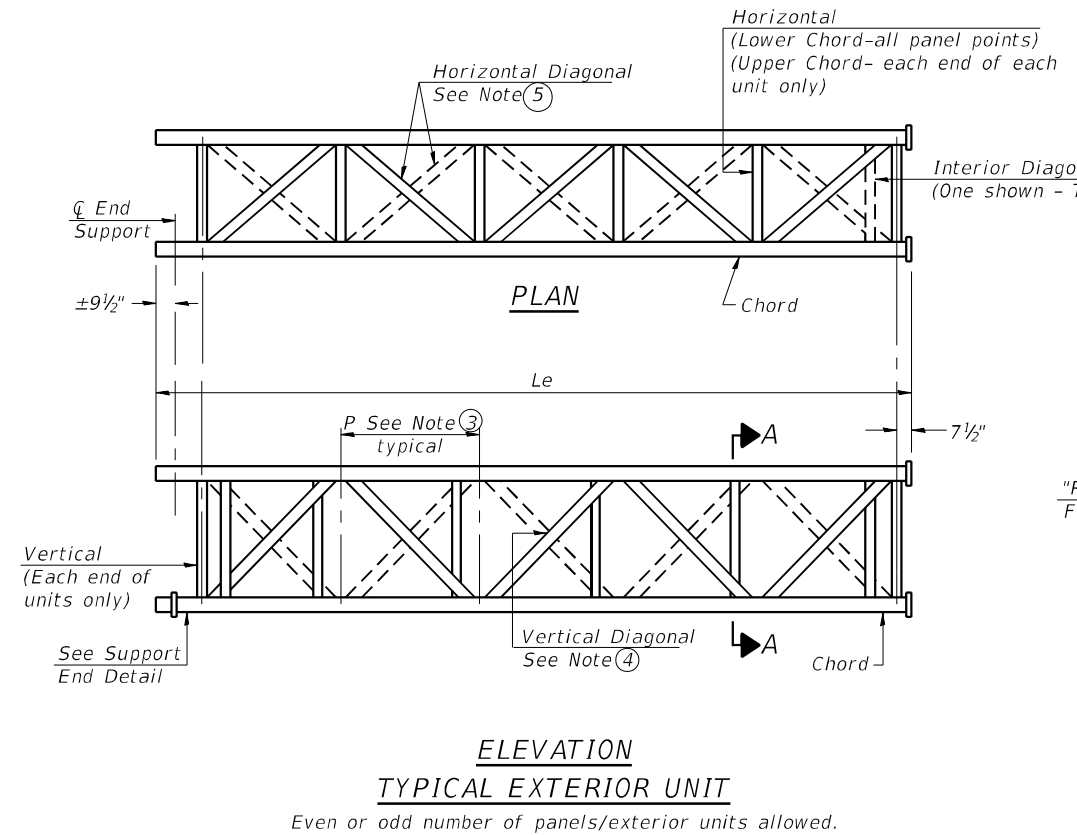 Horizontal
(Lower Chord-all panel points)
(Upper Chord- each end of each
unit only)
Horizontal Diagonal
See Note 5
Interior
(One shown -
℄ End
Support
±9½"
PLAN
Chord
Le
P See Note 3
typical
A
7½"
Vertical
(Each end of
units only)
See Support
End Detail
Vertical Diagonal
See Note 4
A
Chord
ELEVATION
TYPICAL EXTERIOR UNIT
Even or odd number of panels/exterior units allowed.